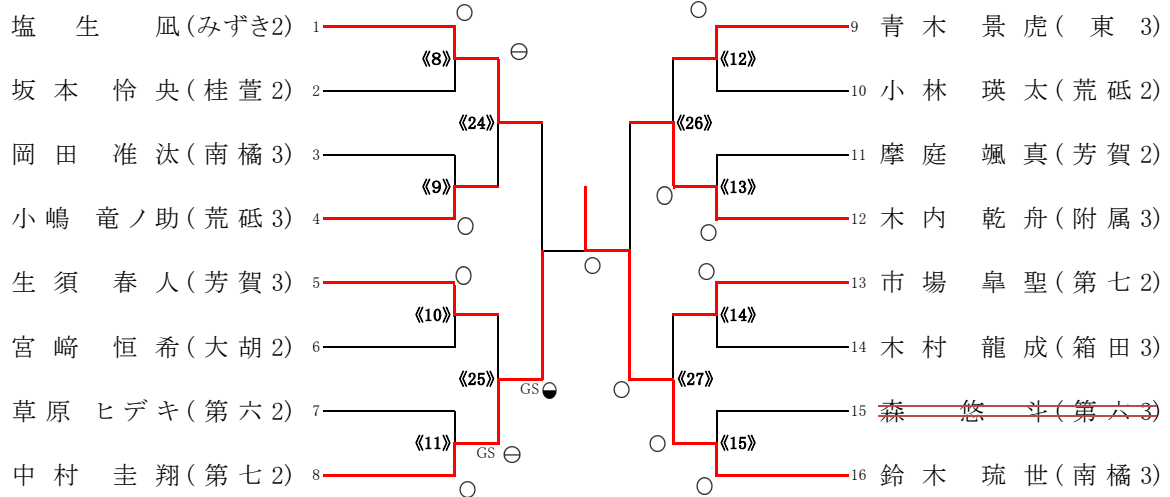 塩 生 凪(みずき2) 1
坂 本 怜 央(桂萱2) 2
岡 田 准 汰(南橘3) 3
小嶋 竜ノ助(荒砥3) 4
生 須 春 人(芳賀3) 5
宮 﨑 恒 希(大胡2) 6
草原 ヒデキ(第六2) 7
中 村 圭 翔(第七2) 8
《8》
《9》
《10》
《11》
《24》
《25》
GS
GS
《12》
《13》
《14》
《15》
《26》
《27》
9 青 木 景 虎( 東 3)
10 小 林 瑛 太(荒砥2)
11 摩 庭 颯 真(芳賀2)
12 木 内 乾 舟(附属3)
13 市 場 皐 聖(第七2)
14 木 村 龍 成(箱田3)
15 森 悠 斗(第六3)
16 鈴 木 琉 世(南橘3)